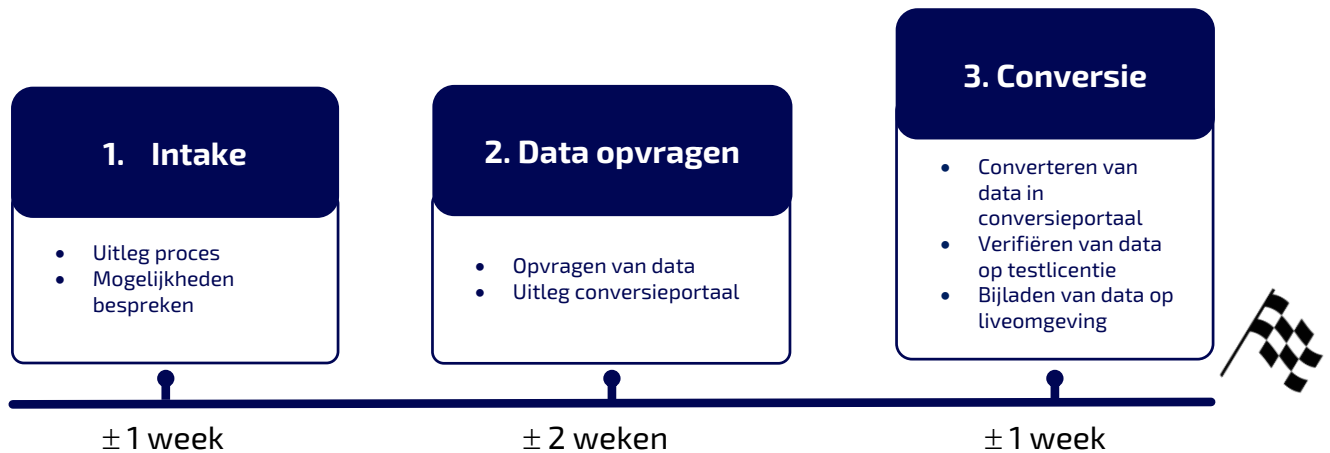 1. Intake
• Uitleg proces
• Mogelijkheden
bespreken
2. Data opvragen
• Opvragen van data
• Uitleg conversieportaal
3. Conversie
• Converteren van
data in
conversieportaal
• Verifiëren van data
op testlicentie
• Bijladen van data op
liveomgeving
± 1 week
± 2 weken
± 1 week